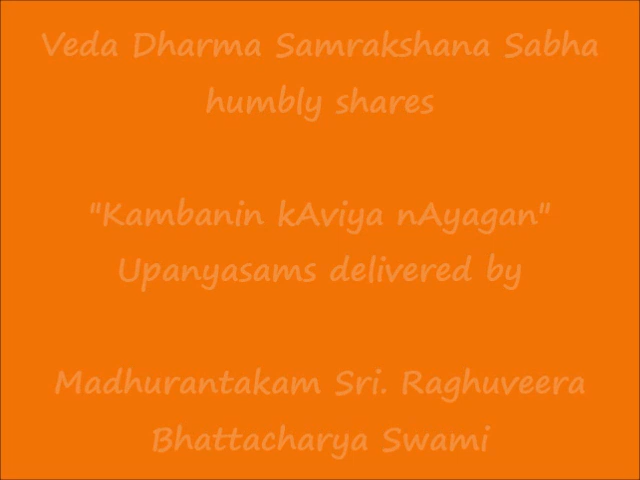 Veda Dharma Samrakshana Sabha
humbly shares
"Kambanin kAviya nAyagan"
Upanyasams delivered by
Madhurantakam Sri. Raghuveera
Bhattacharya Swami